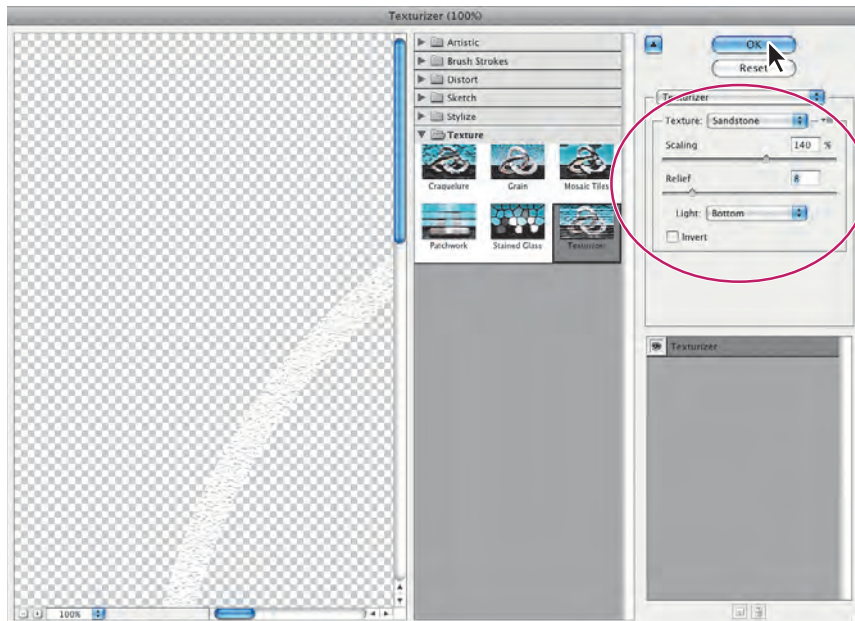 Texturizer (100%)
Artistic
Brush Strokes
Distort
Sketch
Stylize
Texture
Craquelure Grain Mosaic Tiles
Patchwork Stained Glass Texturizer
100%
OK
Reset
Texturizer
Texture: Sandstone
Scaling 140 %
Relief 8
Light: Bottom
Invert
Texturizer